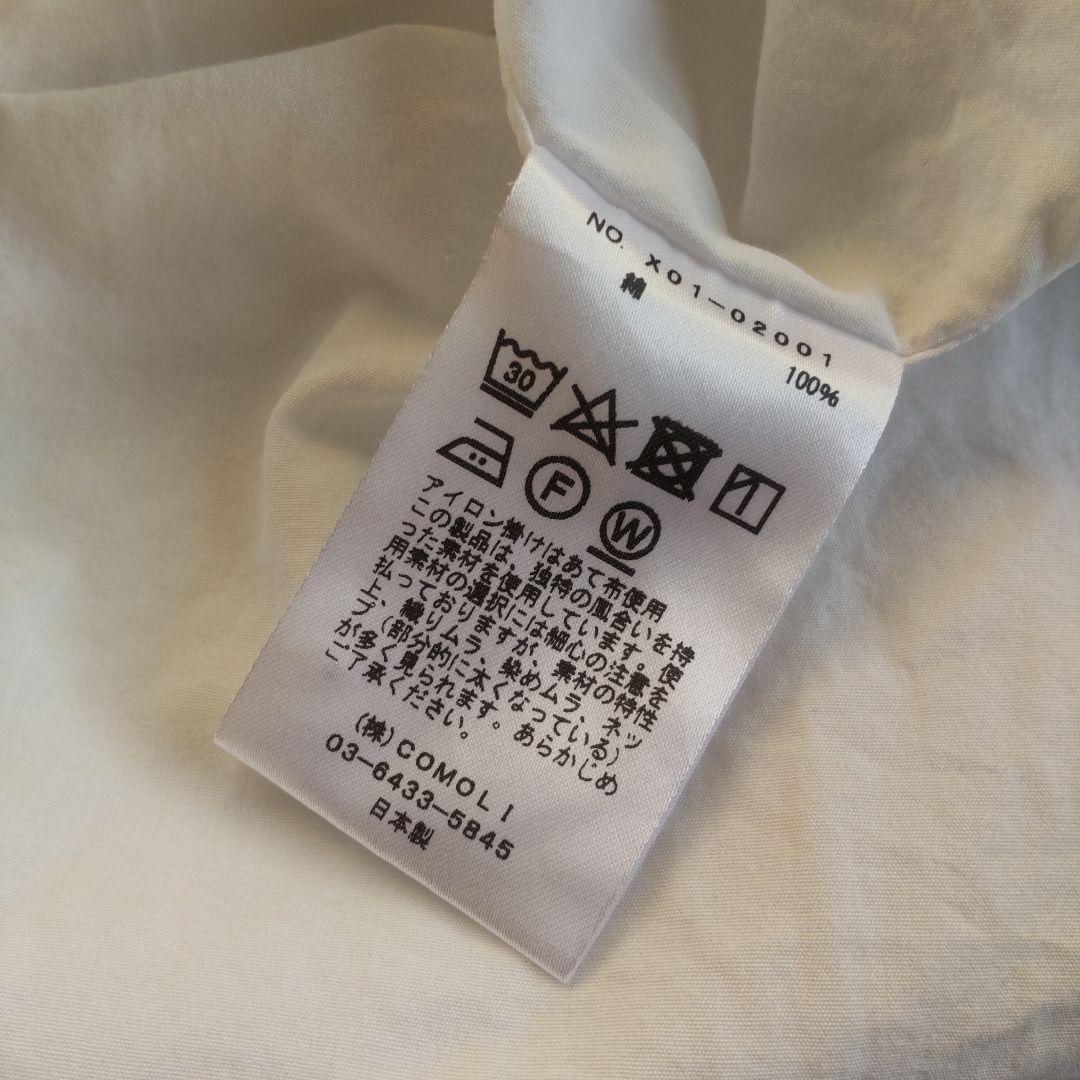 NO. X01-02001
綿 100%
30
F W
アイロン掛けはあて布使用
この製品は、独特の風合いを持
った素材を使用しています。使
用素材の選択には細心の注意を
払っておりますが、素材の特性
上、織りムラ、染めムラ、ネッ
プ、(部分的に太くなっている)
が多く見られます。あらかじめ
ご了承ください。
(株)COMOLI
03-6433-5845
日本製